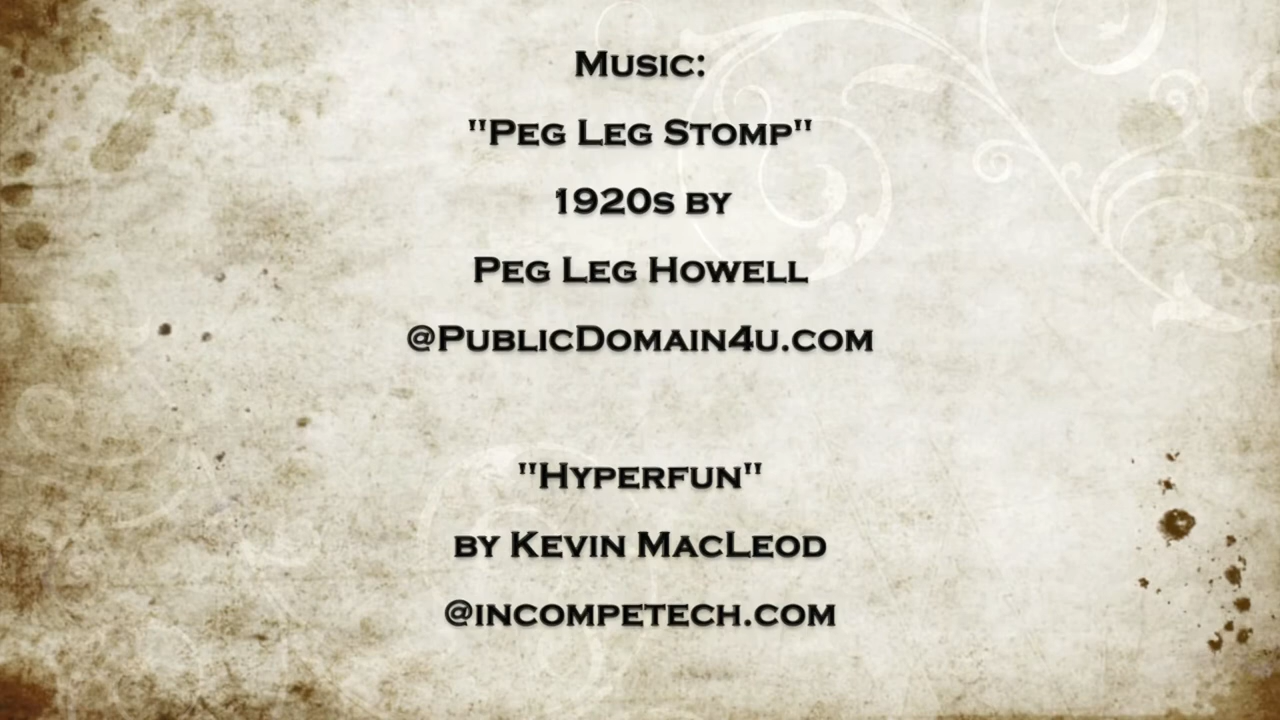 Music:
"Peg Leg Stomp"
1920s by
Peg Leg Howell
@PublicDomain4u.com
"Hyperfun"
by Kevin MacLeod
@incompetech.com